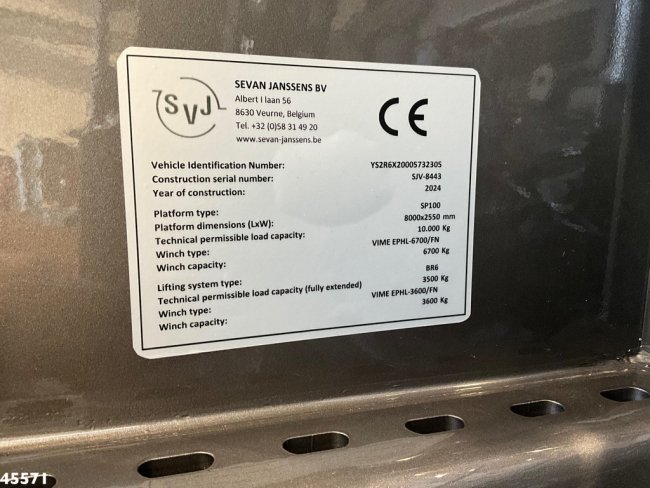 SVJ
SEVAN JANSSENS BV
Albert I laan 56
8630 Veurne, Belgium
Tel. +32 (0)58 31 49 20
www.sevan-janssens.be
CE
Vehicle Identification Number: YS2R6X20005732305
Construction serial number: SJV-8443
Year of construction: 2024
Platform type: SP100
Platform dimensions (LxW): 8000x2550 mm
Technical permissible load capacity: 10.000 Kg
Winch type: VIME EPHL-6700/FN
Winch capacity: 6700 Kg
Lifting system type: BR6
Technical permissible load capacity (fully extended) 3500 Kg
Winch type: VIME EPHL-3600/FN
Winch capacity: 3600 Kg
45571